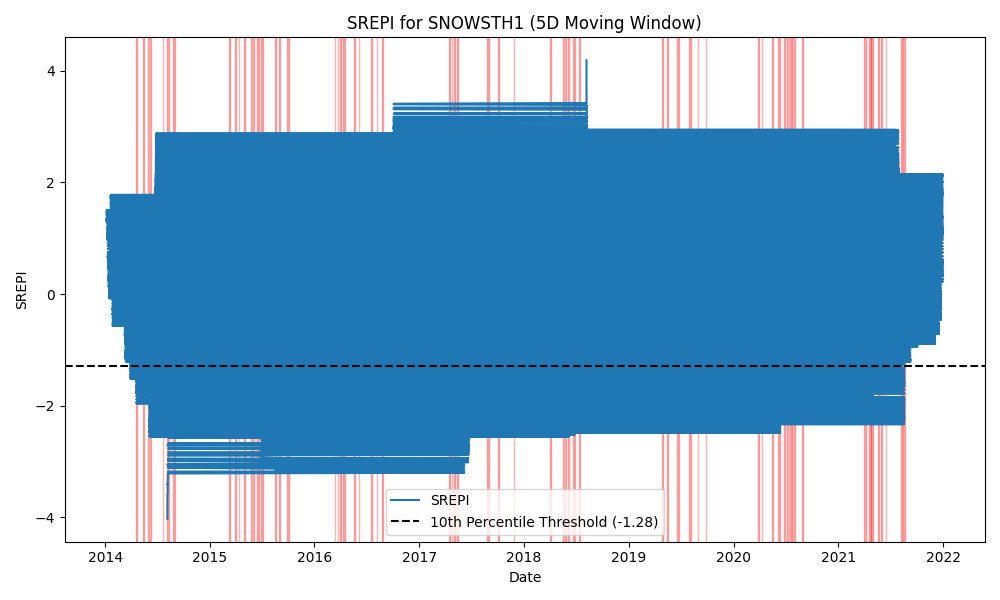 SREPI for SNOWSTH1 (5D Moving Window)
SREPI
4
2
0
−2
−4
SREPI
10th Percentile Threshold (-1.28)
2014 2015 2016 2017 2018 2019 2020 2021 2022
Date